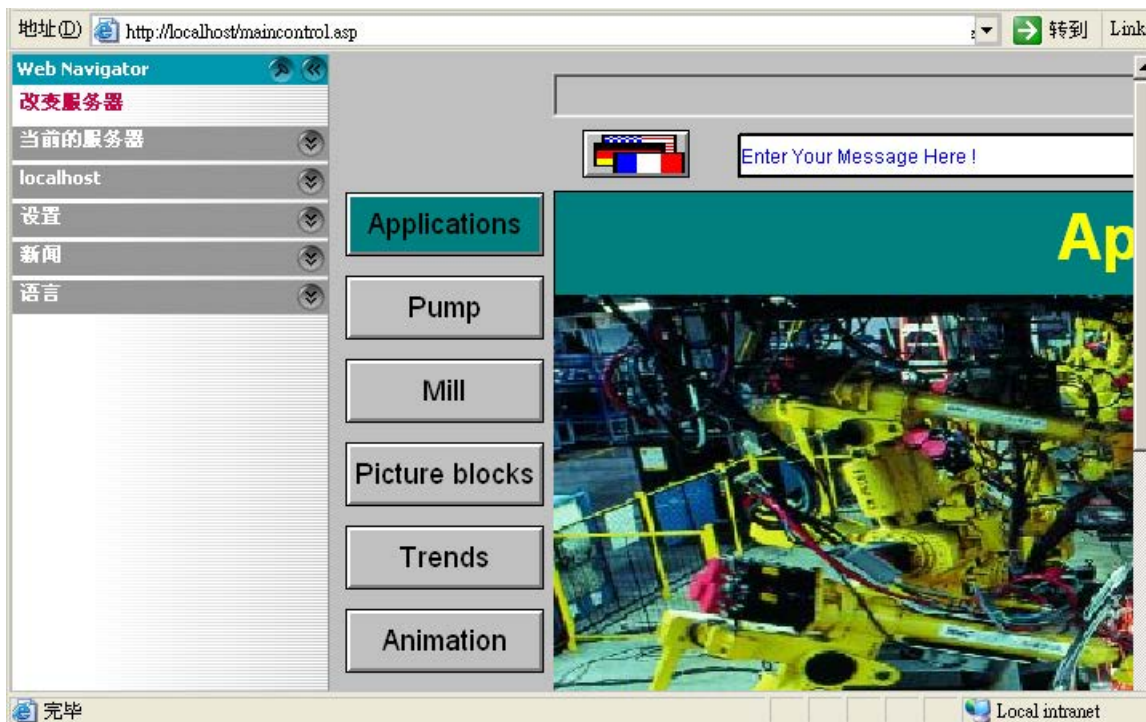 地址(D) http://localhost/maincontrol.asp 转到 Link
Web Navigator
改变服务器
当前的服务器
localhost
设置
新闻
语言
Enter Your Message Here !
Ap
Applications
Pump
Mill
Picture blocks
Trends
Animation
完毕 Local intranet